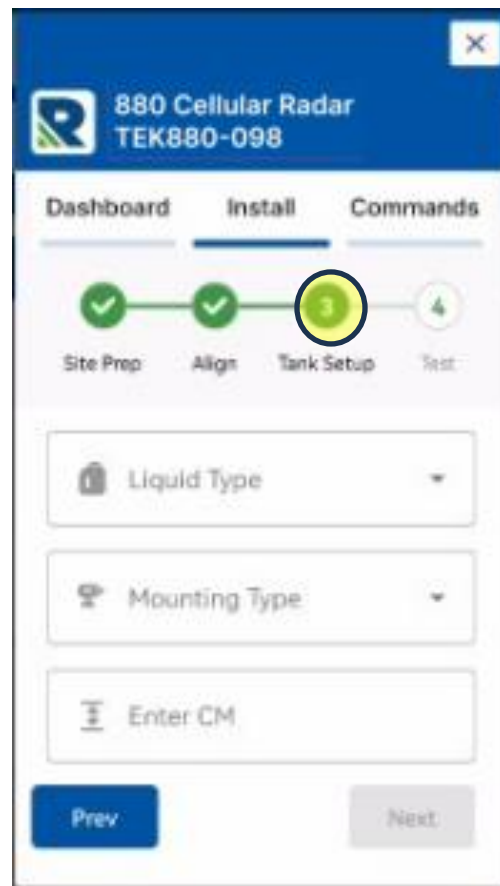 880 Cellular Radar
TEK880-098
Dashboard Install Commands
3 4
Site Prep Align Tank Setup Test
Liquid Type
Mounting Type
Enter CM
Prev Next